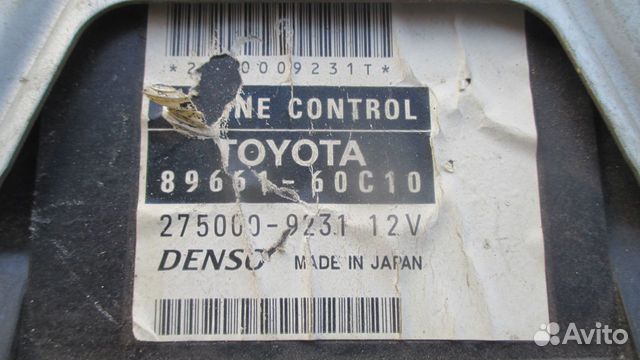 NE CONTROL
TOYOTA
89661-60C10
275000-9231 12V
DENSO MADE IN JAPAN
Avito